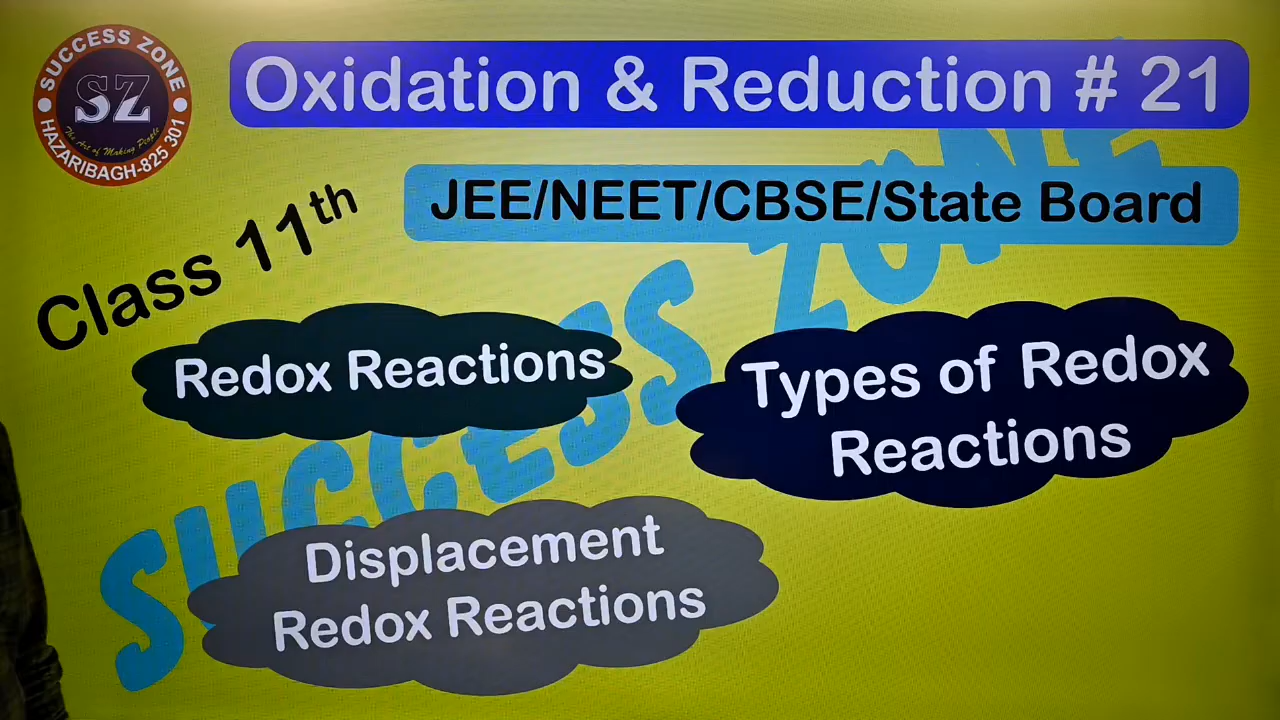 SUCCESS ZONE
SZ
The Art of Making People
HAZARIBAGH-825 301
Oxidation & Reduction # 21
JEE/NEET/CBSE/State Board
Class 11th
Redox Reactions
Types of Redox
Reactions
Displacement
Redox Reactions
SUCCESS ZONE